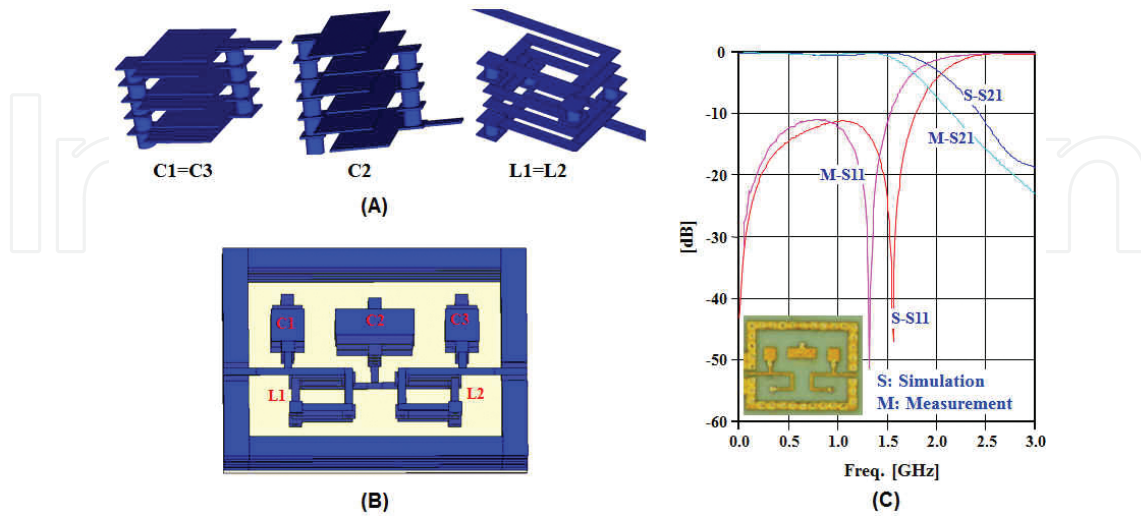 C1=C3
C2
L1=L2
(A)
C1
C2
C3
L1
L2
(B)
0
-10
-20
-30
-40
-50
-60
[dB]
S-S21
M-S21
M-S11
S-S11
S: Simulation
M: Measurement
0.0 0.5 1.0 1.5 2.0 2.5 3.0
Freq. [GHz]
(C)